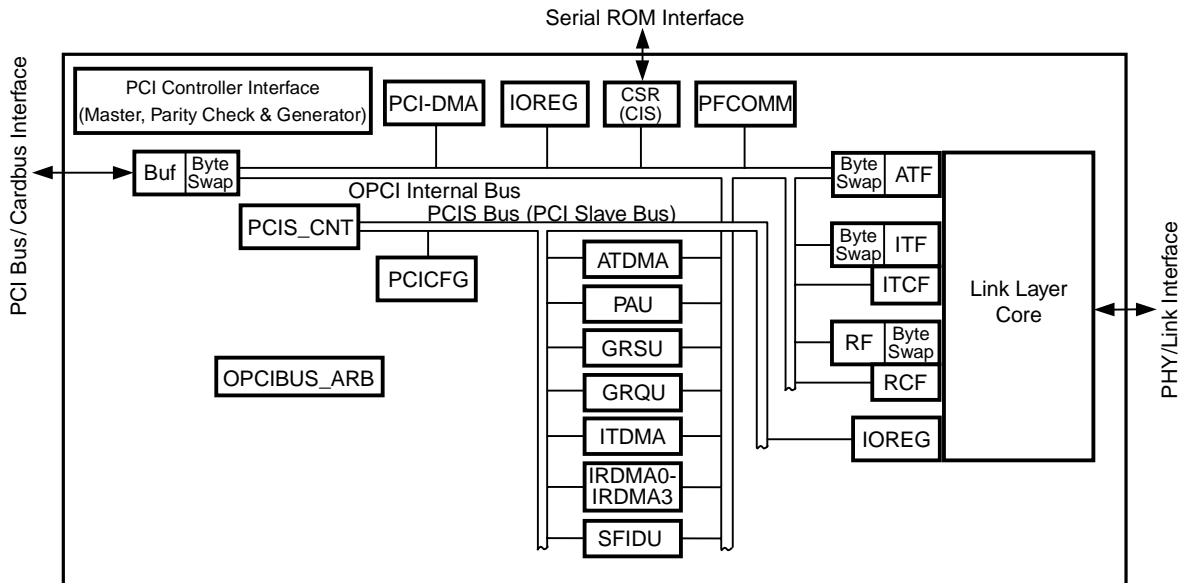 Serial ROM Interface
PCI Controller Interface
(Master, Parity Check & Generator)
PCI-DMA
IOREG
CSR
(CIS)
PFCOMM
PCI Bus/ Cardbus Interface
Buf
Byte
Swap
Byte
Swap
ATF
OPCI Internal Bus
PCIS Bus (PCI Slave Bus)
PCIS_CNT
PCICFG
ATDMA
PAU
GRSU
GRQU
ITDMA
IRDMA0-
IRDMA3
SFIDU
OPCIBUS_ARB
Byte
Swap
ITF
ITCF
RF
Byte
Swap
RCF
IOREG
Link Layer
Core
PHY/Link Interface